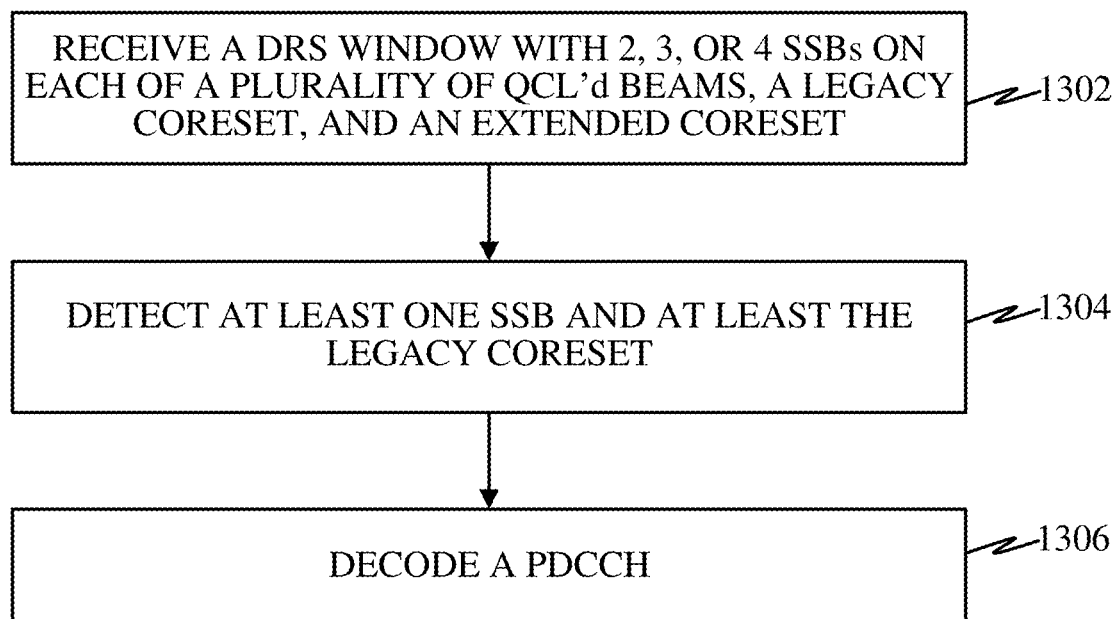 RECEIVE A DRS WINDOW WITH 2, 3, OR 4 SSBs ON
EACH OF A PLURALITY OF QCL'd BEAMS, A LEGACY
CORESET, AND AN EXTENDED CORESET
1302
DETECT AT LEAST ONE SSB AND AT LEAST THE
LEGACY CORESET
1304
DECODE A PDCCH
1306